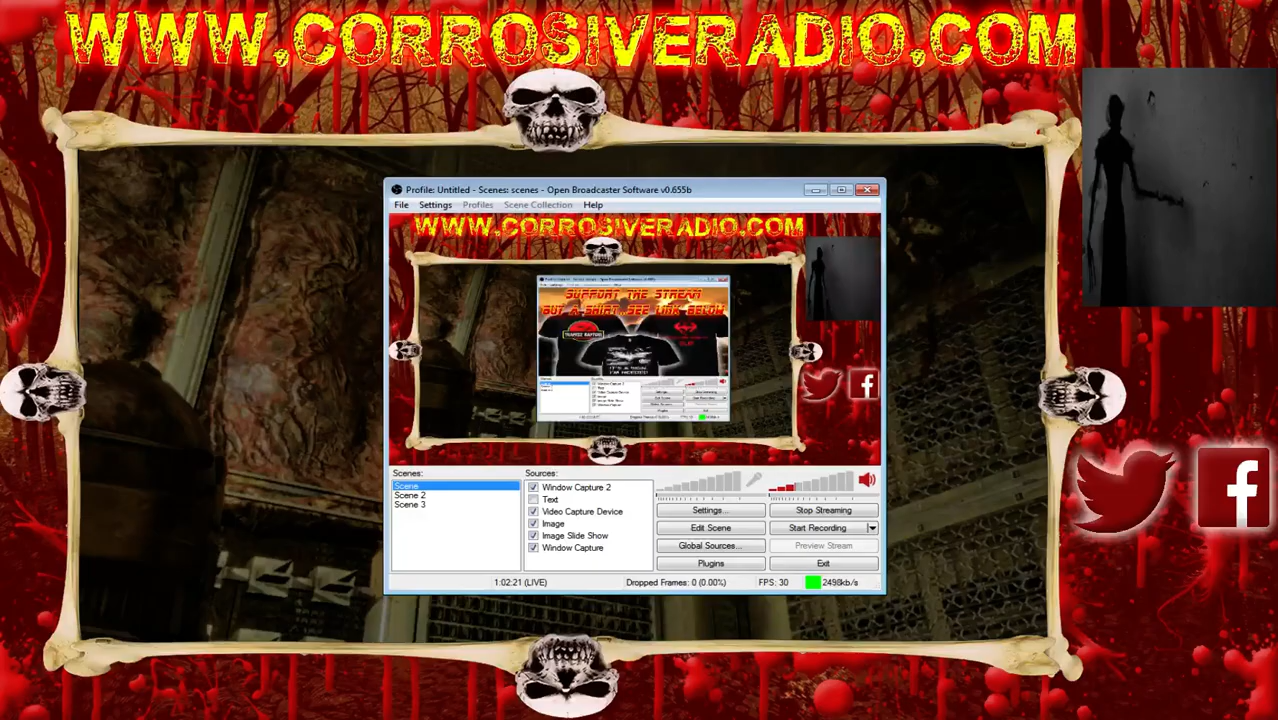 WWW.CORROSIVERADIO.COM
Profile: Untitled - Scenes: scenes - Open Broadcaster Software v0.655b
File Settings Profiles Scene Collection Help
WWW.CORROSIVERADIO.COM
SUPPORT THE STREAM
BUY A SHIRT.SEE LINK BELOW
Scenes:
Scene
Scene 2
Scene 3
Sources:
Window Capture 2
Text
Video Capture Device
Image
Image Slide Show
Window Capture
Settings...
Stop Streaming
Edit Scene
Start Recording
Global Sources...
Preview Stream
Plugins
Exit
1:02:21 (LIVE)
Dropped Frames: 0 (0.00%)
FPS: 30
2498kb/s